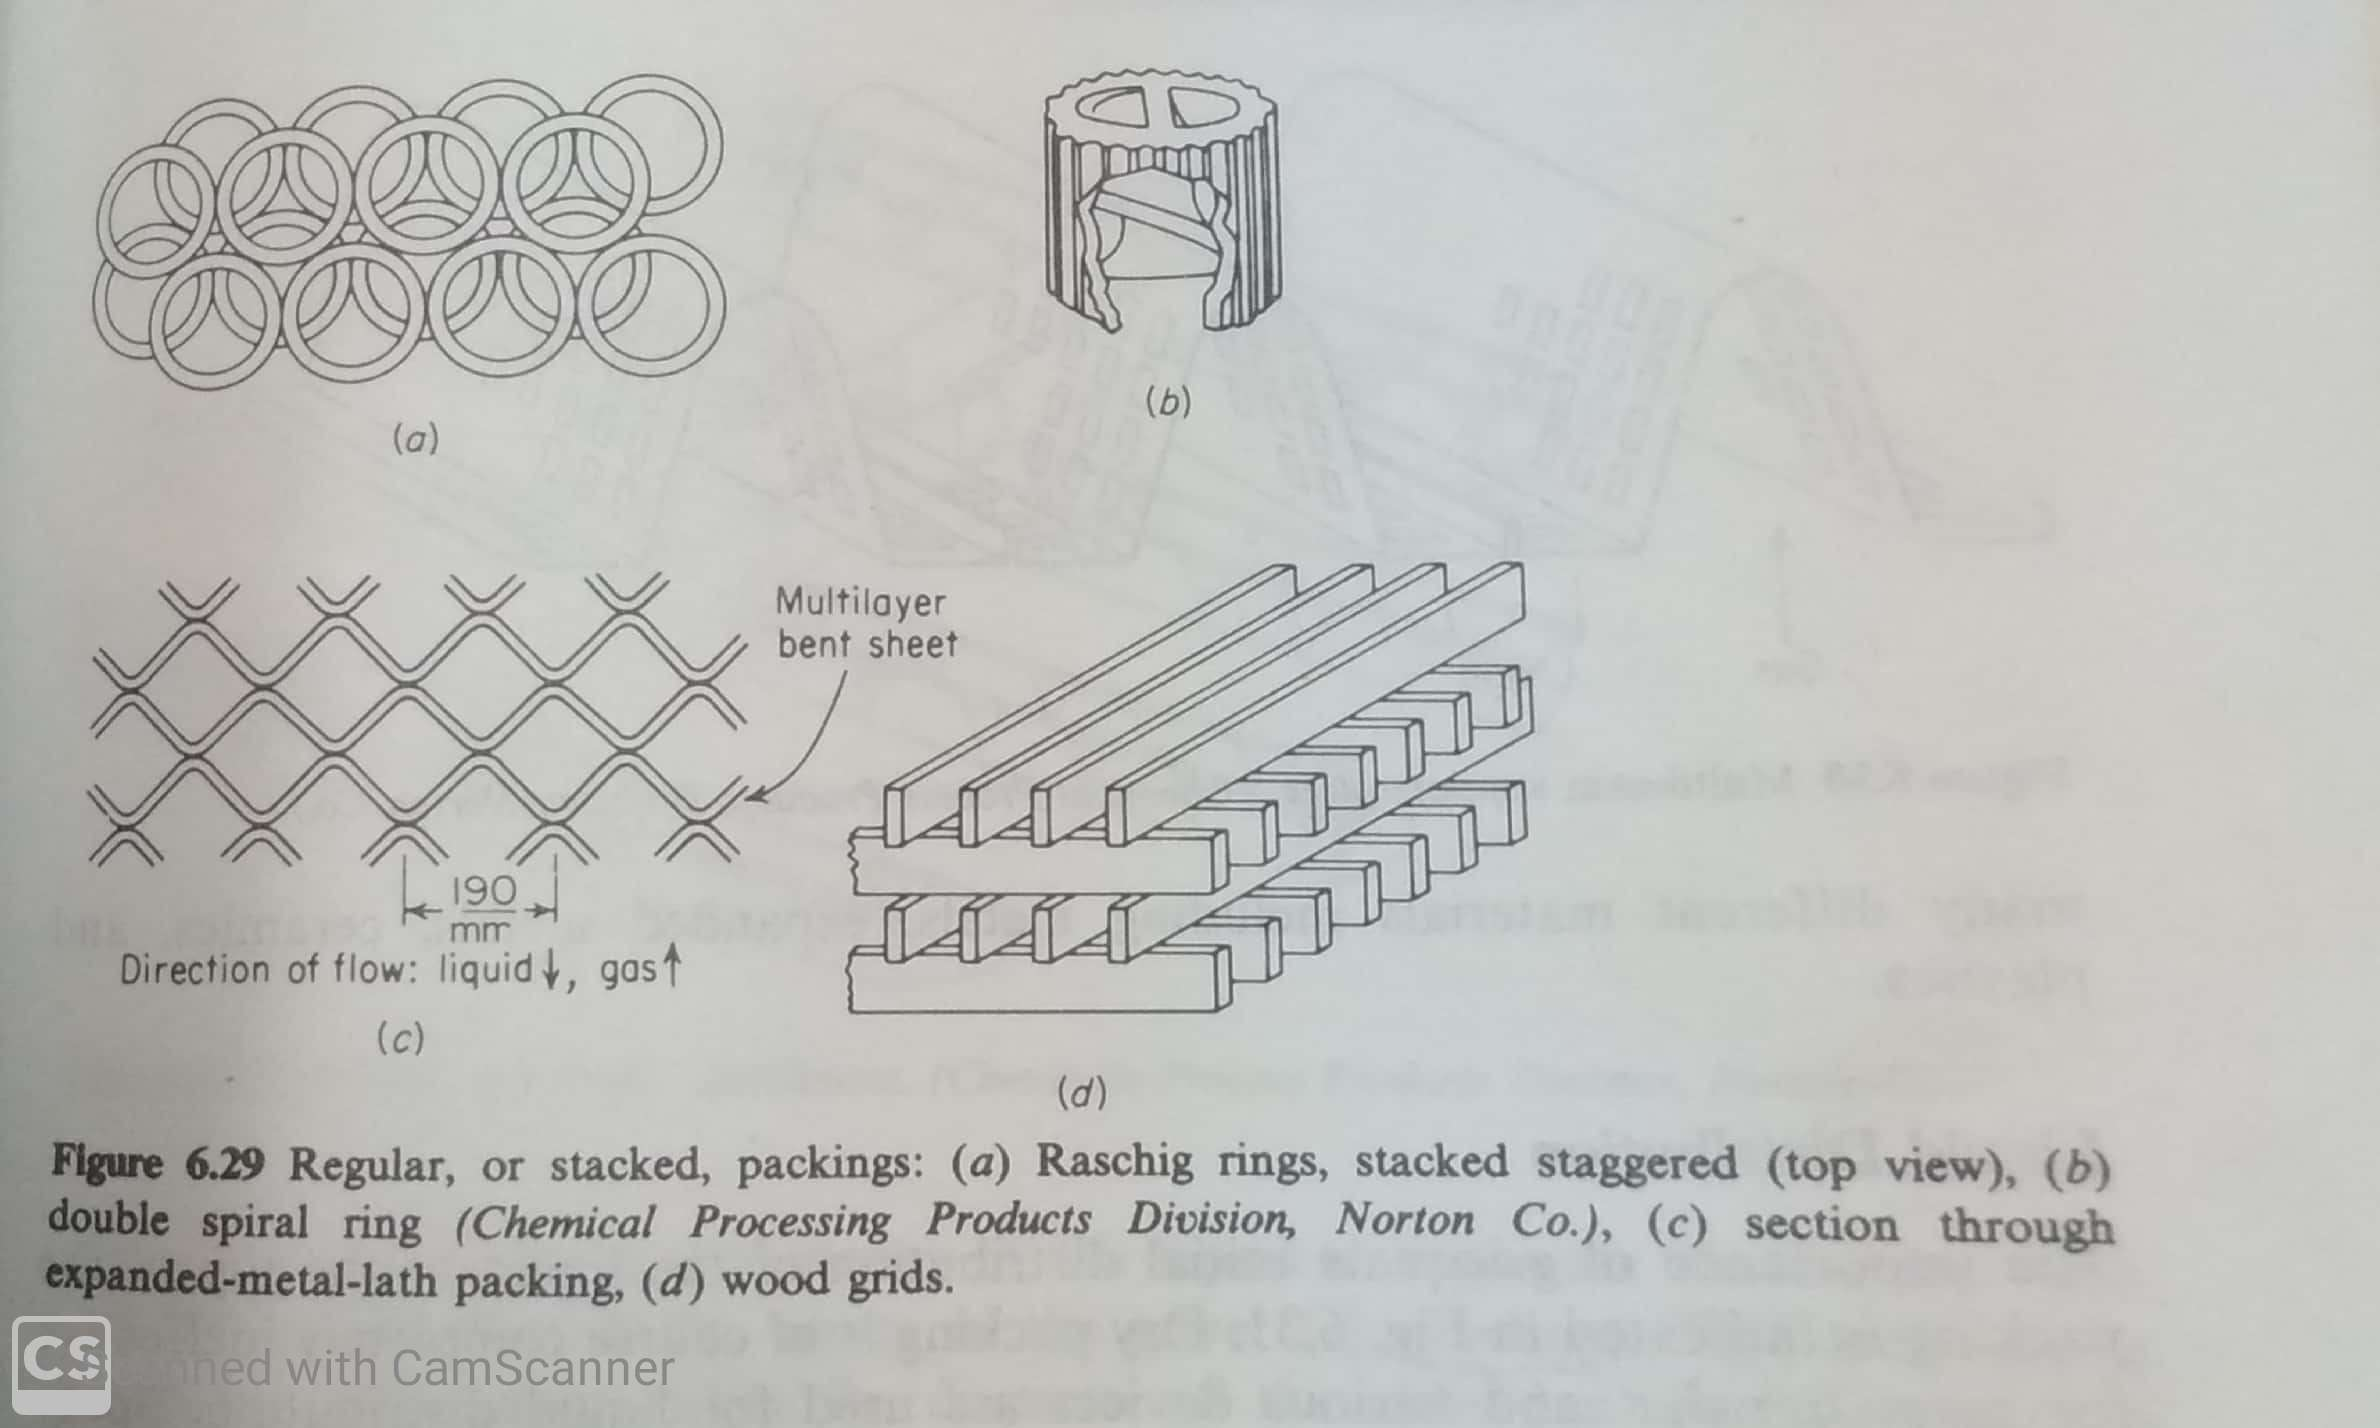 (a)
(b)
Multilayer
bent sheet
190
mm
Direction of flow: liquid↓, gas↑
(c)
(d)
Figure 6.29 Regular, or stacked, packings: (a) Raschig rings, stacked staggered (top view), (b)
double spiral ring (Chemical Processing Products Division, Norton Co.), (c) section through
expanded-metal-lath packing, (d) wood grids.
CS
Scanned with CamScanner